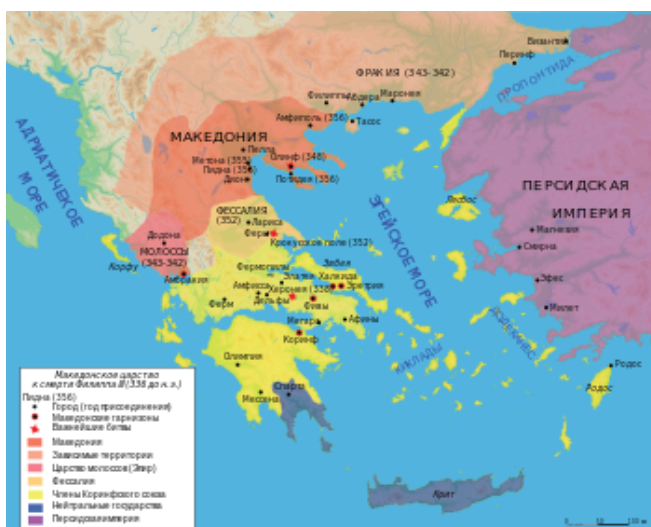 Византий
Перинф
ФРАКИЯ (343-342)
ПРОПОНТИДА
Филиппы
Абдера
Маронея
Амфиполь (356)
Тасос
АДРИАТИЧЕСКОЕ
МОРЕ
МАКЕДОНИЯ
Пелла
Метона (355)
Олинф (348)
Пидна (356)
Дион
Потидея (356)
ПЕРСИДСКАЯ
ИМПЕРИЯ
ФЕССАЛИЯ
(352)
Лариса
Феры
Крокусское поле (352)
ЭГЕЙСКОЕ МОРЕ
Лесбос
Додона
МОЛОССЫ
(343-342)
Корфу
Амбракия
Магнезия
Смирна
Фермопилы
Эвбея
Элатея
Халкида
Амфисса
Херонея (338)
Эретрия
Дельфы
Ферм
Фивы
Эфес
Милет
Мегара
Афины
Коринф
КИКЛАДЫ
Олимпия
Родос
Родос
Мессена
Спарта
Крит
Македонское царство
к смерти Филиппа II (336 до н. э.)
Пидна (356)
Город (год присоединения)
Македонские гарнизоны
Важнейшие битвы
Македония
Зависимые территории
Царство молоссов (Эпир)
Фессалия
Члены Коринфского союза
Нейтральные государства
Персидская империя